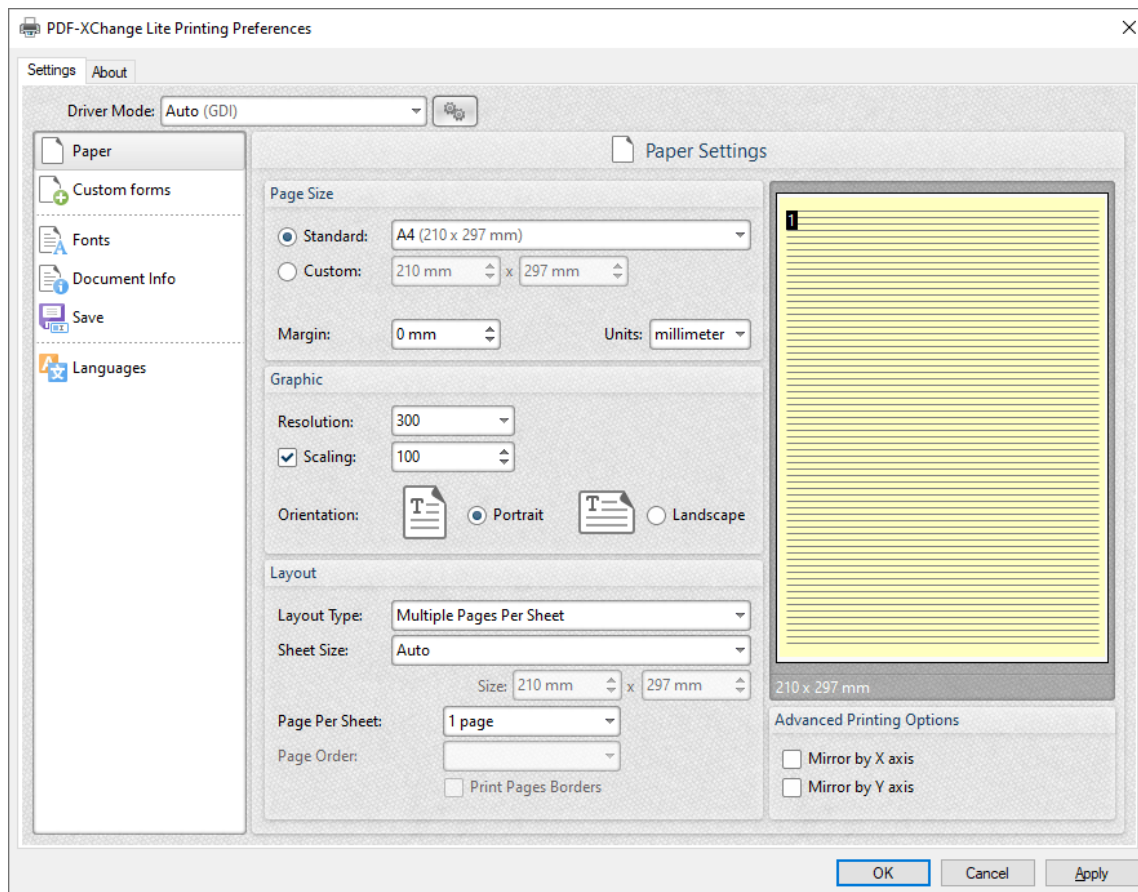 PDF-XChange Lite Printing Preferences
Settings About
Driver Mode: Auto (GDI)
Paper
Custom forms
Fonts
Document Info
Save
Languages
Paper Settings
Page Size
Standard: A4 (210 x 297 mm)
Custom: 210 mm x 297 mm
Margin: 0 mm Units: millimeter
Graphic
Resolution: 300
Scaling: 100
Orientation: T Portrait T Landscape
Layout
Layout Type: Multiple Pages Per Sheet
Sheet Size: Auto
Size: 210 mm x 297 mm
Page Per Sheet: 1 page
Page Order:
Print Pages Borders
1
210 x 297 mm
Advanced Printing Options
Mirror by X axis
Mirror by Y axis
OK Cancel Apply